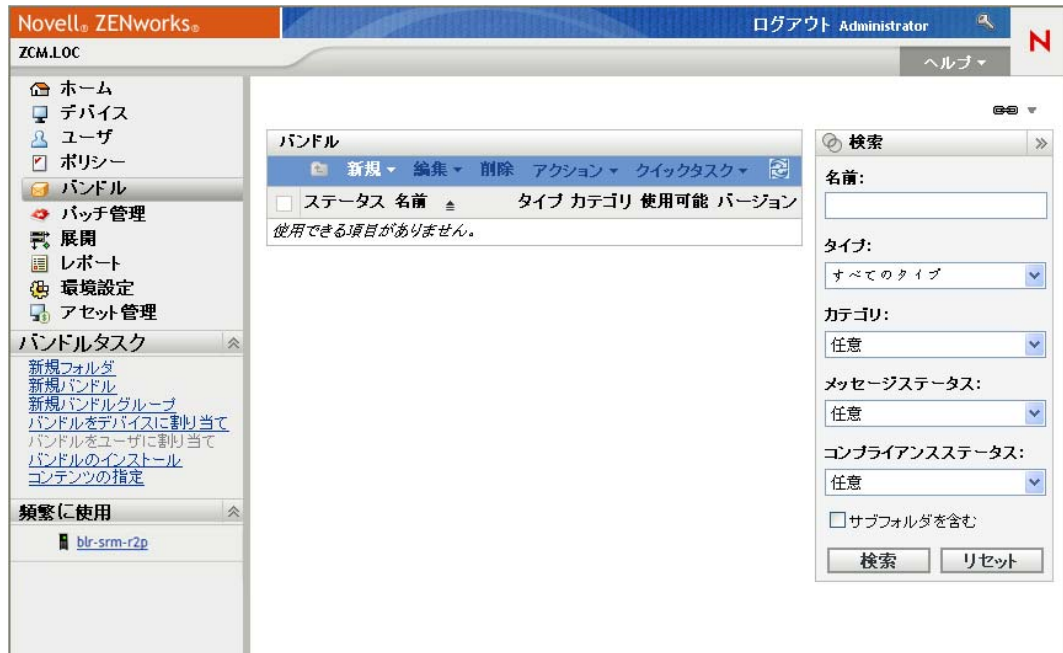 Novell® ZENworks®
ログアウト Administrator
N
ZCM.LOC
ヘルプ
ホーム
デバイス
ユーザ
ポリシー
バンドル
パッチ管理
展開
レポート
環境設定
アセット管理
バンドルタスク
新規フォルダ
新規バンドル
新規バンドルグループ
バンドルをデバイスに割り当て
バンドルをユーザに割り当て
バンドルのインストール
コンテンツの指定
頻繁に使用
blr-srm-r2p
バンドル
新規 編集 削除 アクション クイックタスク
ステータス 名前 タイプ カテゴリ 使用可能 バージョン
使用できる項目がありません。
検索
名前:
タイプ:
すべてのタイプ
カテゴリ:
任意
メッセージステータス:
任意
コンプライアンスステータス:
任意
サブフォルダを含む
検索 リセット